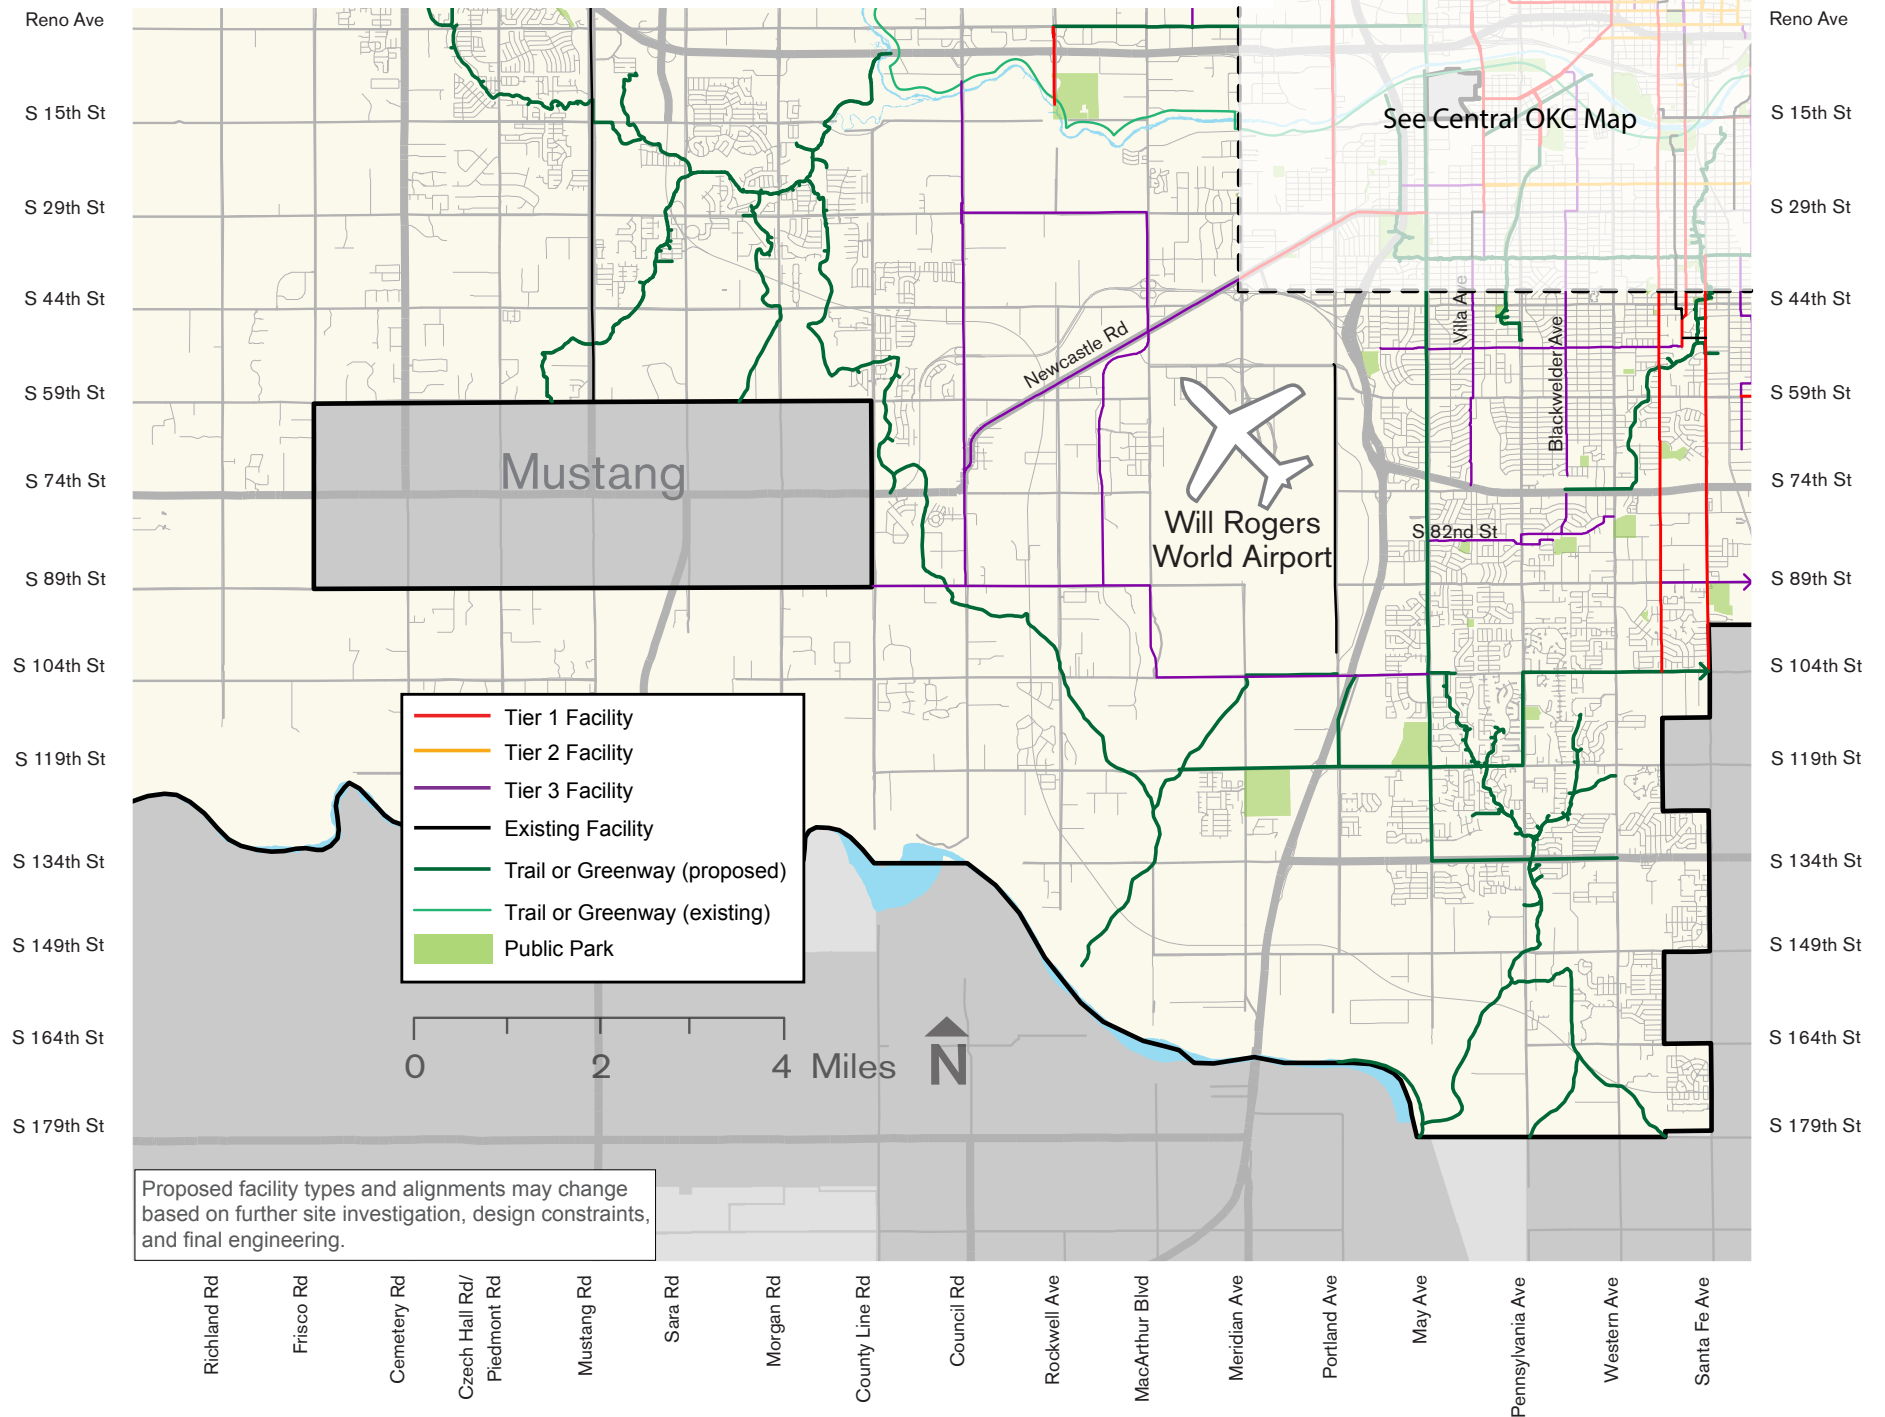 Reno Ave
S 15th St
S 29th St
S 44th St
S 59th St
S 74th St
S 89th St
S 104th St
S 119th St
S 134th St
S 149th St
S 164th St
S 179th St
Reno Ave
S 15th St
S 29th St
S 44th St
S 59th St
S 74th St
S 89th St
S 104th St
S 119th St
S 134th St
S 149th St
S 164th St
S 179th St
See Central OKC Map
Villa Ave
Blackwelder Ave
Newcastle Rd
Mustang
Will Rogers
World Airport
S 82nd St
Tier 1 Facility
Tier 2 Facility
Tier 3 Facility
Existing Facility
Trail or Greenway (proposed)
Trail or Greenway (existing)
Public Park
0 2 4 Miles
N
Proposed facility types and alignments may change
based on further site investigation, design constraints,
and final engineering.
Richland Rd
Frisco Rd
Cemetery Rd
Czech Hall Rd/
Piedmont Rd
Mustang Rd
Sara Rd
Morgan Rd
County Line Rd
Council Rd
Rockwell Ave
MacArthur Blvd
Meridian Ave
Portland Ave
May Ave
Pennsylvania Ave
Western Ave
Santa Fe Ave